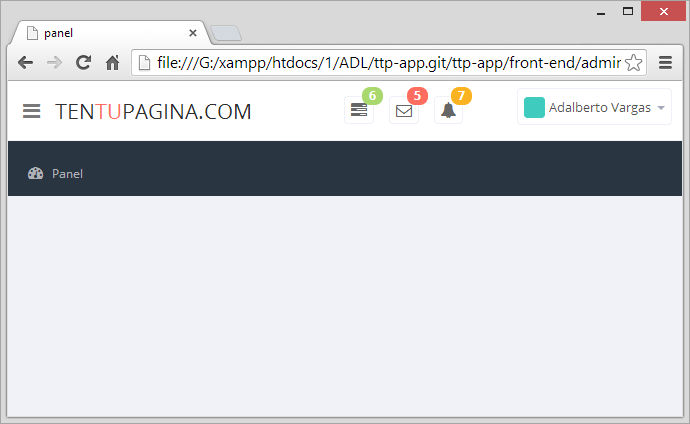 panel
file:///G:/xampp/htdocs/1/ADL/ttp-app.git/ttp-app/front-end/admin
TENTUPAGINA.COM
6
5
7
Adalberto Vargas
Panel